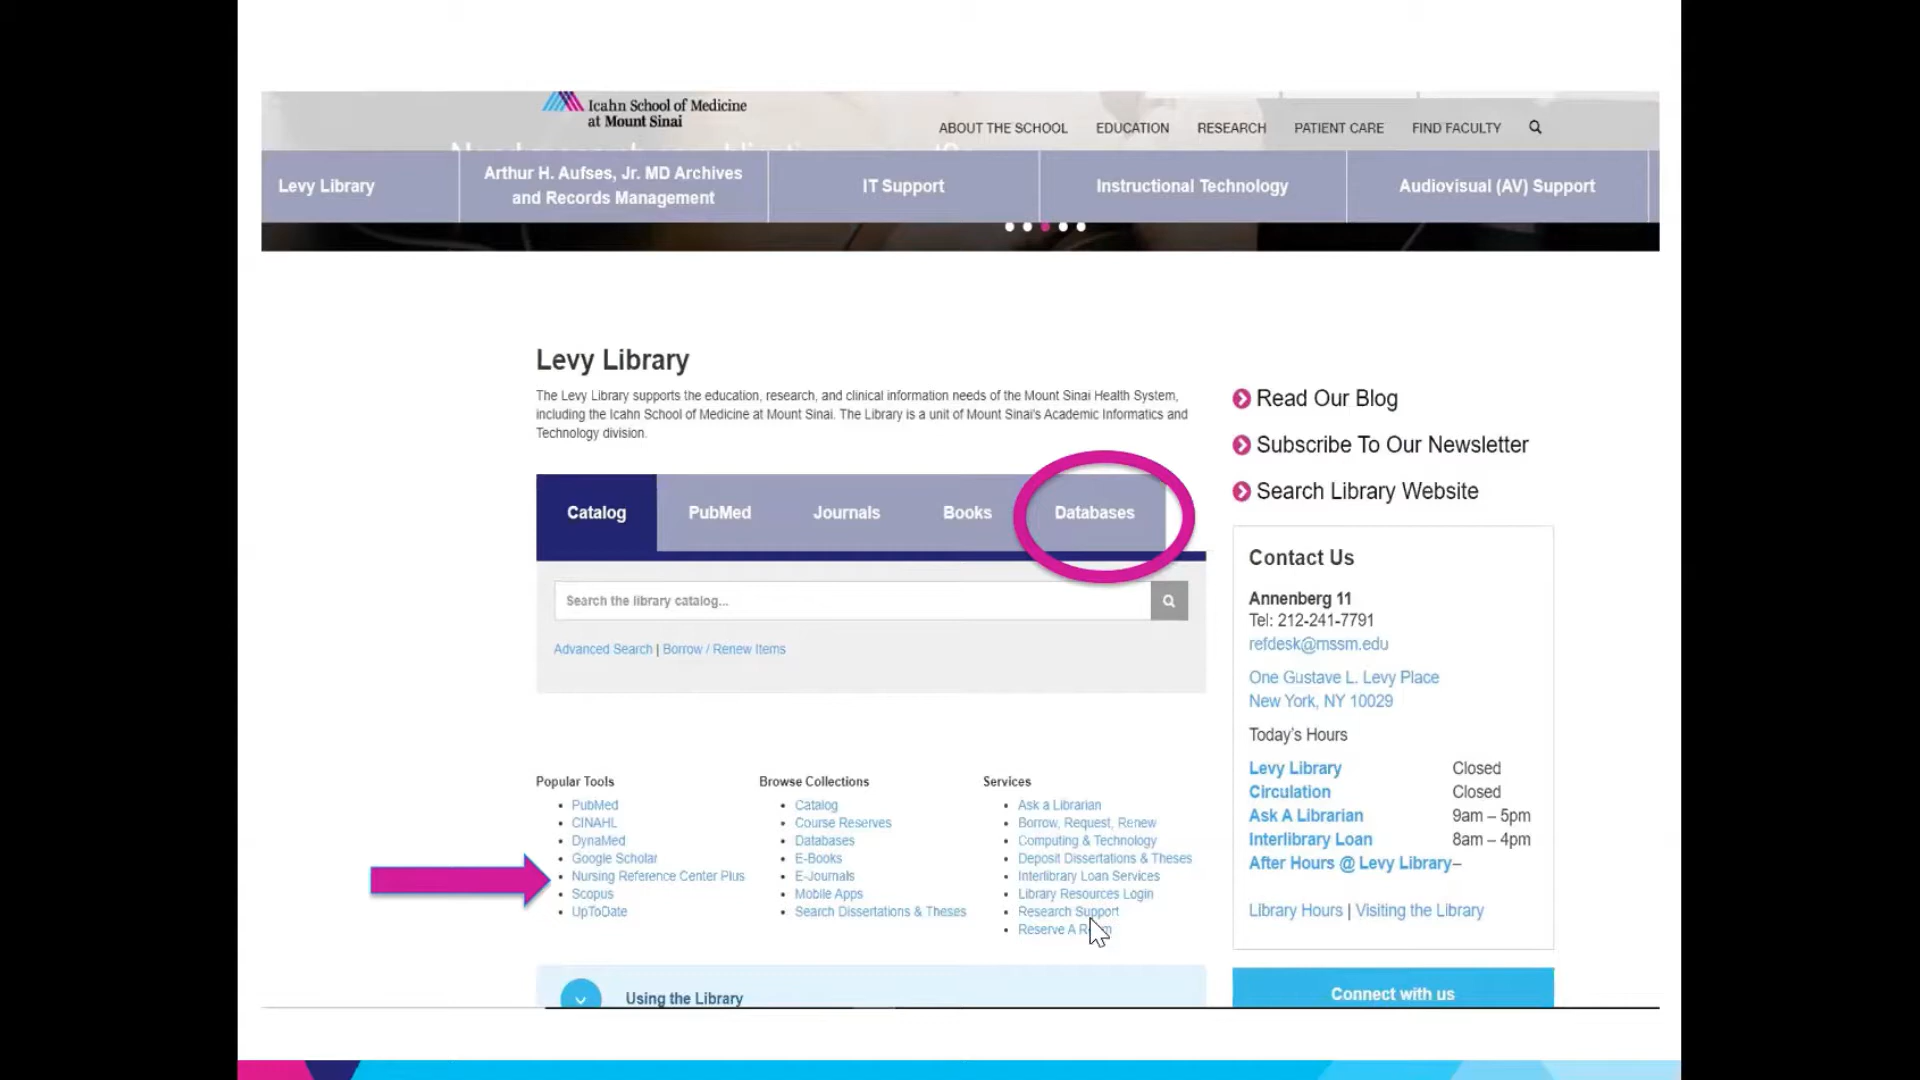 Icahn School of Medicine
at Mount Sinai
ABOUT THE SCHOOL EDUCATION RESEARCH PATIENT CARE FIND FACULTY
Levy Library
Arthur H. Aufses, Jr. MD Archives
and Records Management
IT Support
Instructional Technology
Audiovisual (AV) Support
Levy Library
The Levy Library supports the education, research, and clinical information needs of the Mount Sinai Health System,
including the Icahn School of Medicine at Mount Sinai. The Library is a unit of Mount Sinai's Academic Informatics and
Technology division.
Catalog PubMed Journals Books Databases
Search the library catalog...
Advanced Search | Borrow / Renew Items
Popular Tools
PubMed
CINAHL
DynaMed
Google Scholar
Nursing Reference Center Plus
Scopus
UpToDate
Browse Collections
Catalog
Course Reserves
Databases
E-Books
E-Journals
Mobile Apps
Search Dissertations & Theses
Services
Ask a Librarian
Borrow, Request, Renew
Computing & Technology
Deposit Dissertations & Theses
Interlibrary Loan Services
Library Resources Login
Research Support
Reserve A
Using the Library
Read Our Blog
Subscribe To Our Newsletter
Search Library Website
Contact Us
Annenberg 11
Tel: 212-241-7791
refdesk@mssm.edu
One Gustave L. Levy Place
New York, NY 10029
Today's Hours
Levy Library Closed
Circulation Closed
Ask A Librarian 9am – 5pm
Interlibrary Loan 8am – 4pm
After Hours @ Levy Library–
Library Hours | Visiting the Library
Connect with us